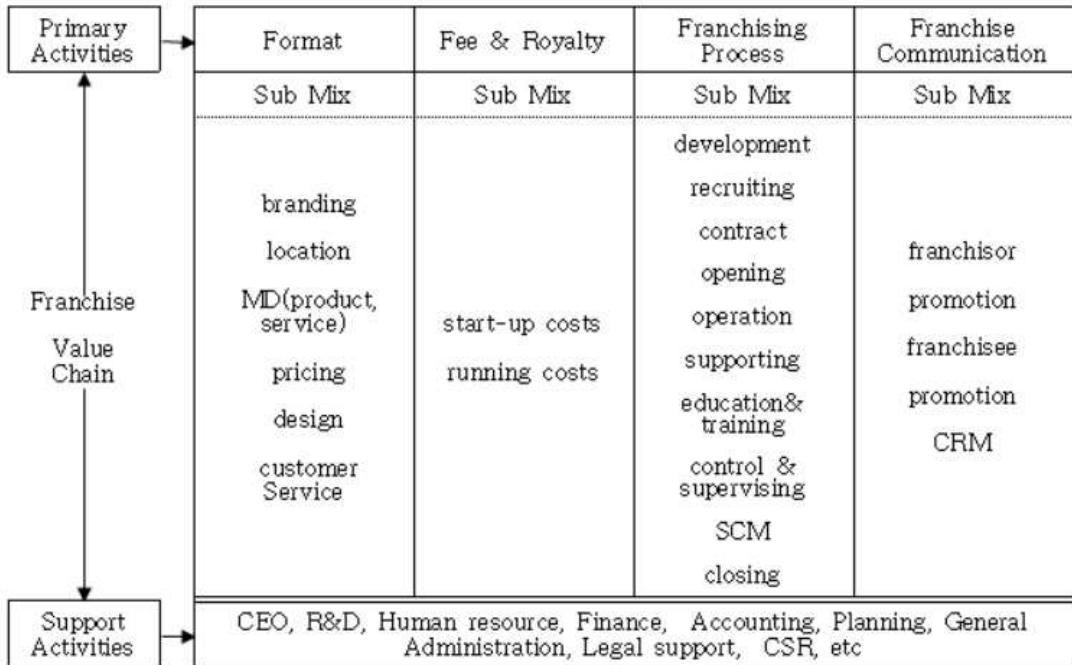 Primary
Activities
Format
Fee & Royalty
Franchising
Process
Franchise
Communication
Sub Mix
Sub Mix
Sub Mix
Sub Mix
Franchise
Value
Chain
branding
location
MD(product,
service)
pricing
design
customer
Service
start-up costs
running costs
development
recruiting
contract
opening
operation
supporting
education&
training
control &
supervising
SCM
closing
franchisor
promotion
franchisee
promotion
CRM
Support
Activities
CEO, R&D, Human resource, Finance, Accounting, Planning, General
Administration, Legal support, CSR, etc